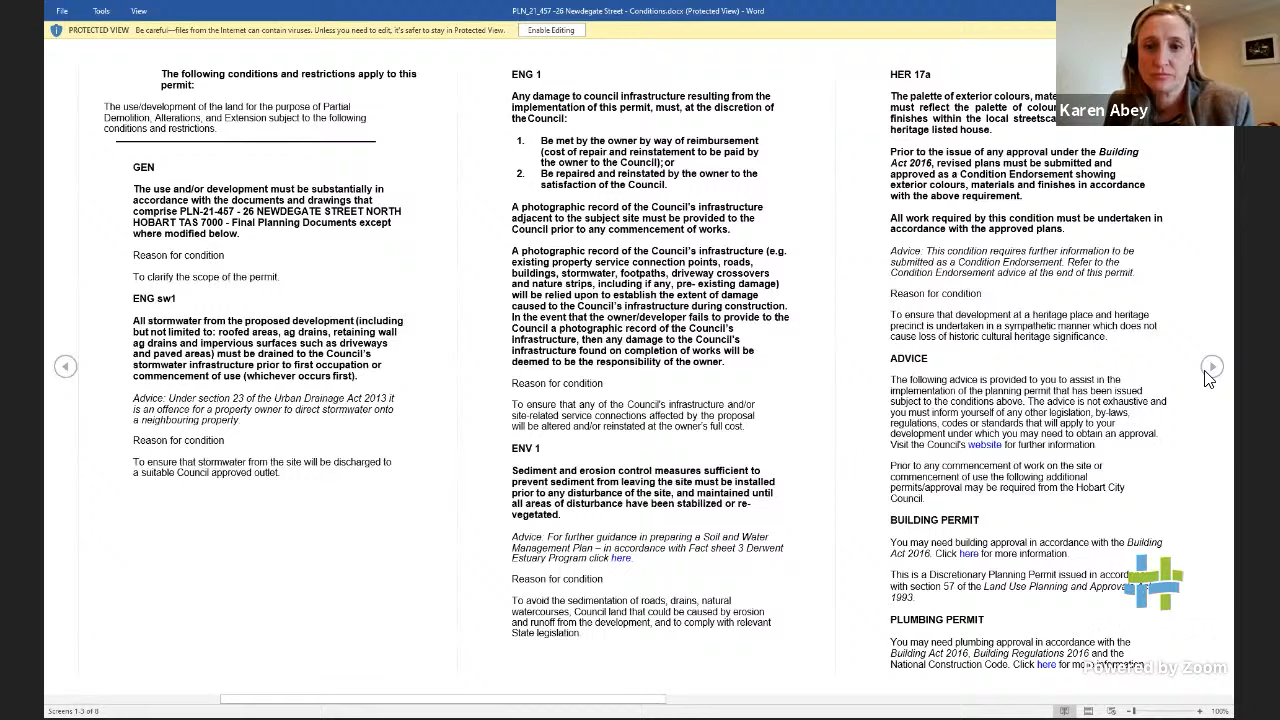 File Tools View
PLN_21_457 -26 Newdegate Street - Conditions.docx (Protected View) - Word
PROTECTED VIEW Be careful—files from the Internet can contain viruses. Unless you need to edit, it's safer to stay in Protected View. Enable Editing
The following conditions and restrictions apply to this
permit:
The use/development of the land for the purpose of Partial
Demolition, Alterations, and Extension subject to the following
conditions and restrictions.
GEN
The use and/or development must be substantially in
accordance with the documents and drawings that
comprise PLN-21-457 - 26 NEWDEGATE STREET NORTH
HOBART TAS 7000 - Final Planning Documents except
where modified below.
Reason for condition
To clarify the scope of the permit.
ENG sw1
All stormwater from the proposed development (including
but not limited to: roofed areas, ag drains, retaining wall
ag drains and impervious surfaces such as driveways
and paved areas) must be drained to the Council's
stormwater infrastructure prior to first occupation or
commencement of use (whichever occurs first).
Advice: Under section 23 of the Urban Drainage Act 2013 it
is an offence for a property owner to direct stormwater onto
a neighbouring property.
Reason for condition
To ensure that stormwater from the site will be discharged to
a suitable Council approved outlet.
ENG 1
Any damage to council infrastructure resulting from the
implementation of this permit, must, at the discretion of
the Council:
1. Be met by the owner by way of reimbursement
(cost of repair and reinstatement to be paid by
the owner to the Council); or
2. Be repaired and reinstated by the owner to the
satisfaction of the Council.
A photographic record of the Council's infrastructure
adjacent to the subject site must be provided to the
Council prior to any commencement of works.
A photographic record of the Council's infrastructure (e.g.
existing property service connection points, roads,
buildings, stormwater, footpaths, driveway crossovers
and nature strips, including if any, pre- existing damage)
will be relied upon to establish the extent of damage
caused to the Council's infrastructure during construction.
In the event that the owner/developer fails to provide to the
Council a photographic record of the Council's
infrastructure, then any damage to the Council's
infrastructure found on completion of works will be
deemed to be the responsibility of the owner.
Reason for condition
To ensure that any of the Council's infrastructure and/or
site-related service connections affected by the proposal
will be altered and/or reinstated at the owner's full cost.
ENV 1
Sediment and erosion control measures sufficient to
prevent sediment from leaving the site must be installed
prior to any disturbance of the site, and maintained until
all areas of disturbance have been stabilized or re-
vegetated.
Advice: For further guidance in preparing a Soil and Water
Management Plan – in accordance with Fact sheet 3 Derwent
Estuary Program click here.
Reason for condition
To avoid the sedimentation of roads, drains, natural
watercourses, Council land that could be caused by erosion
and runoff from the development, and to comply with relevant
State legislation.
HER 17a
The palette of exterior colours,
must reflect the palette of
finishes within the local
heritage listed house.
Prior to the issue of any approval under the Building
Act 2016, revised plans must be submitted and
approved as a Condition Endorsement showing
exterior colours, materials and finishes in accordance
with the above requirement.
All work required by this condition must be undertaken in
accordance with the approved plans.
Advice: This condition requires further information to be
submitted as a Condition Endorsement. Refer to the
Condition Endorsement advice at the end of this permit.
Reason for condition
To ensure that development at a heritage place and heritage
precinct is undertaken in a sympathetic manner which does not
cause loss of historic cultural heritage significance.
ADVICE
The following advice is provided to you to assist in the
implementation of the planning permit that has been issued
subject to the conditions above. The advice is not exhaustive and
you must inform yourself of any other legislation, by-laws,
regulations, codes or standards that will apply to your
development under which you may need to obtain an approval.
Visit the Council's website for further information.
Prior to any commencement of work on the site or
commencement of use the following additional
permits/approval may be required from the Hobart City
Council.
BUILDING PERMIT
You may need building approval in accordance with the Building
Act 2016. Click here for more information.
This is a Discretionary Planning Permit issued in
with section 57 of the Land Use Planning and
1993.
PLUMBING PERMIT
You may need plumbing approval in accordance with the
Building Act 2016, Building Regulations 2016 and the
National Construction Code. Click here for more information.
Karen Abey
Powered by Zoom
Screens 1-3 of 8
100%